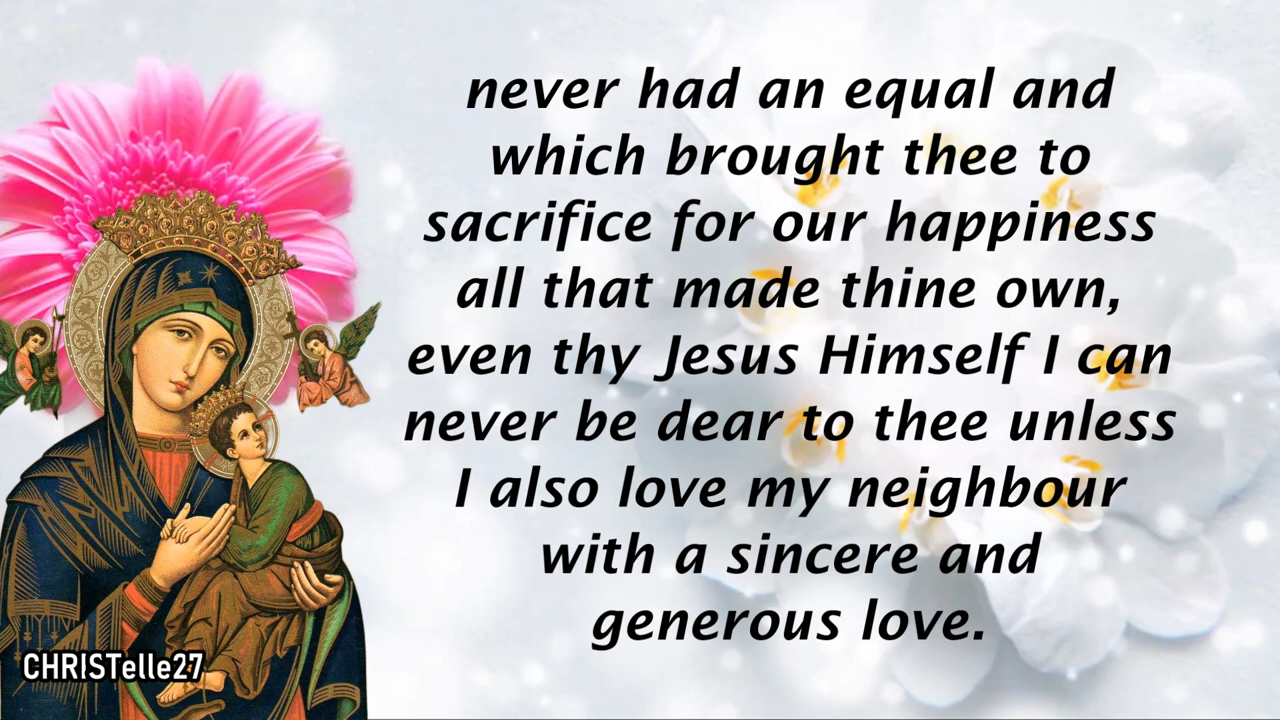 never had an equal and
which brought thee to
sacrifice for our happiness
all that made thine own,
even thy Jesus Himself I can
never be dear to thee unless
I also love my neighbour
with a sincere and
generous love.
CHRISTelle27